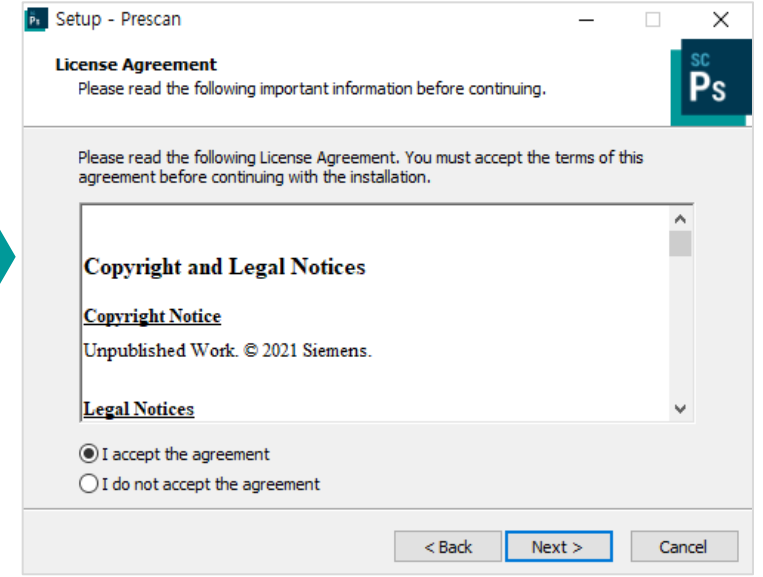 Ps Setup - Prescan
License Agreement
Please read the following important information before continuing.
SC
Ps
Please read the following License Agreement. You must accept the terms of this
agreement before continuing with the installation.
Copyright and Legal Notices
Copyright Notice
Unpublished Work. © 2021 Siemens.
Legal Notices
I accept the agreement
I do not accept the agreement
< Back Next > Cancel